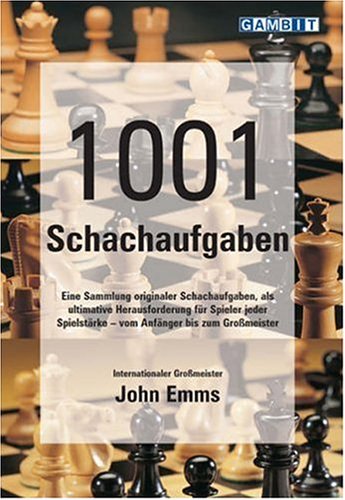 GAMBIT
1001
Schachaufgaben
Eine Sammlung originaler Schachaufgaben, als
ultimative Herausforderung für Spieler jeder
Spielstärke – vom Anfänger bis zum Großmeister
Internationaler Großmeister
John Emms